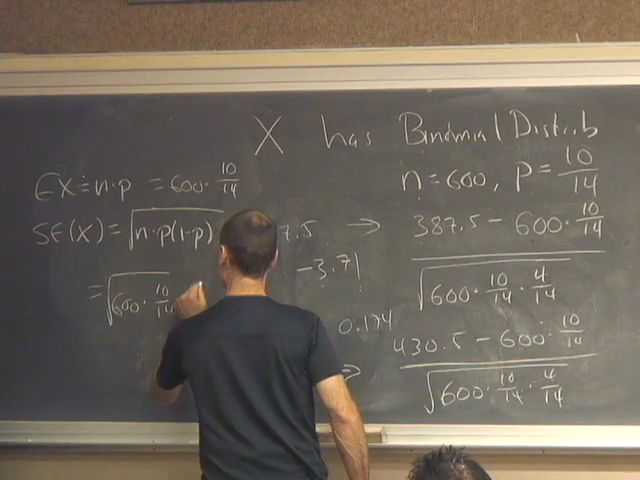 X has Binomial Distrib
EX = n·p = 600· 10/14
n=600, p= 10/14
SE(X) = √n·p(1-p)
7.5 → 387.5 - 600· 10/14
-3.71
√600· 10/14 · 4/14
= √600· 10/14
0.174
430.5 - 600· 10/14
√600· 10/14 · 4/14